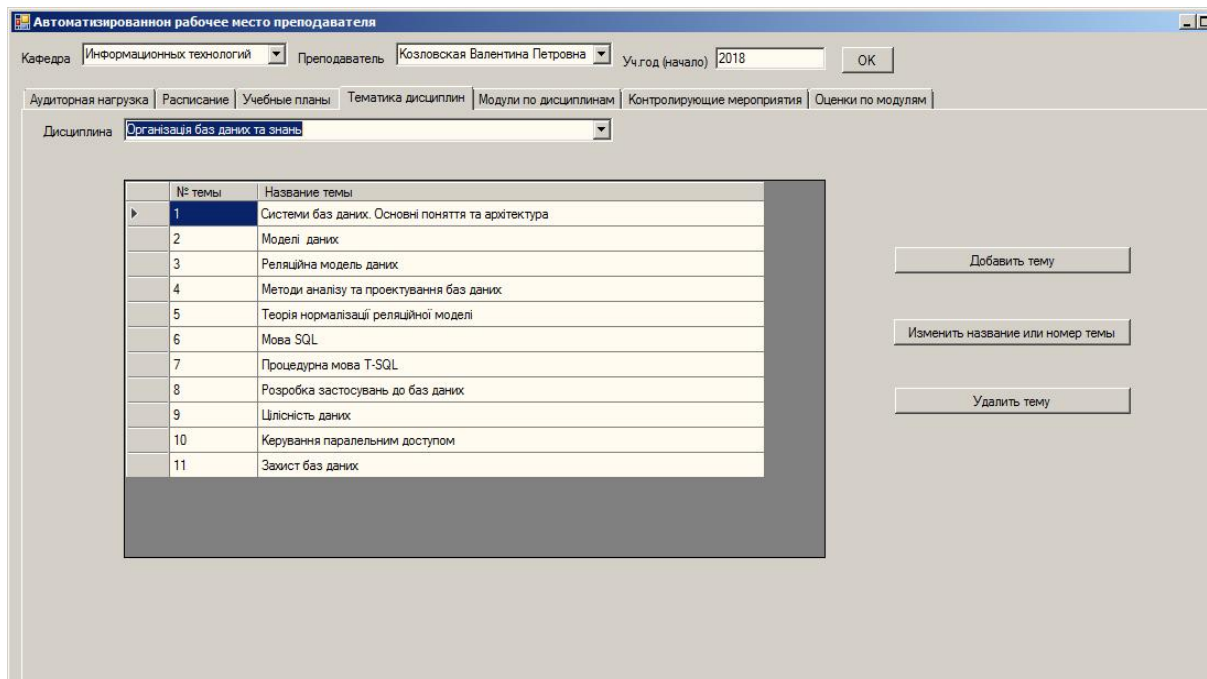 Автоматизированнон рабочее место преподавателя
Кафедра Информационных технологий Преподаватель Козловская Валентина Петровна Уч.год (начало) 2018 OK
Аудиторная нагрузка Расписание Учебные планы Тематика дисциплин Модули по дисциплинам Контролирующие мероприятия Оценки по модулям
Дисциплина Організація баз даних та знань
№ темы Название темы
1 Системи баз даних. Основні поняття та архітектура
2 Моделі даних
3 Реляційна модель даних
4 Методи аналізу та проектування баз даних
5 Теорія нормалізації реляційної моделі
6 Мова SQL
7 Процедурна мова T-SQL
8 Розробка застосувань до баз даних
9 Цілісність даних
10 Керування паралельним доступом
11 Захист баз даних
Добавить тему
Изменить название или номер темы
Удалить тему